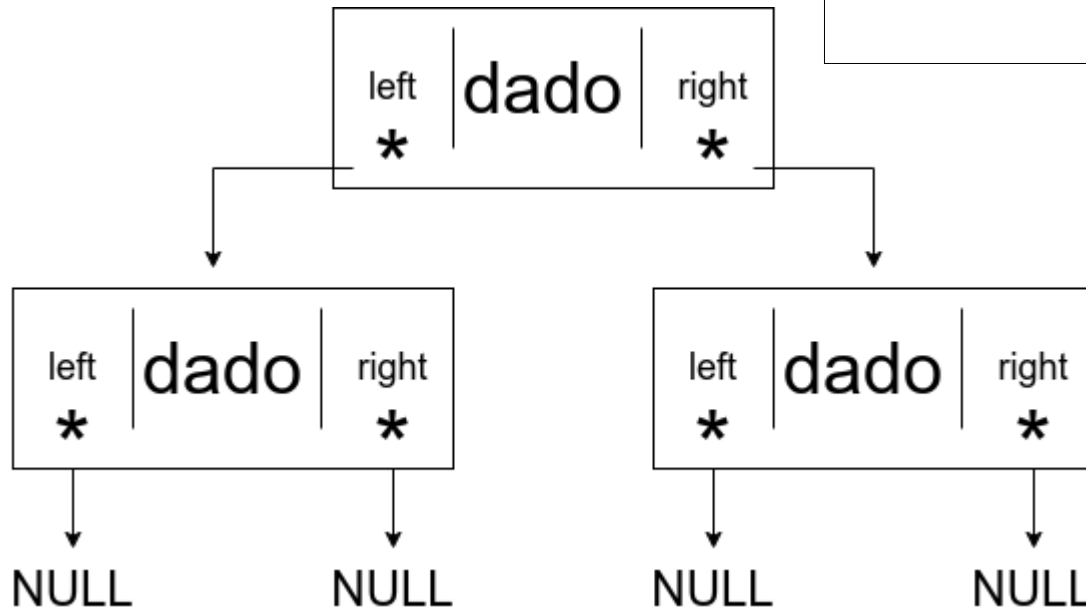 left dado right
* *
left dado right left dado right
* * * *
NULL NULL NULL NULL